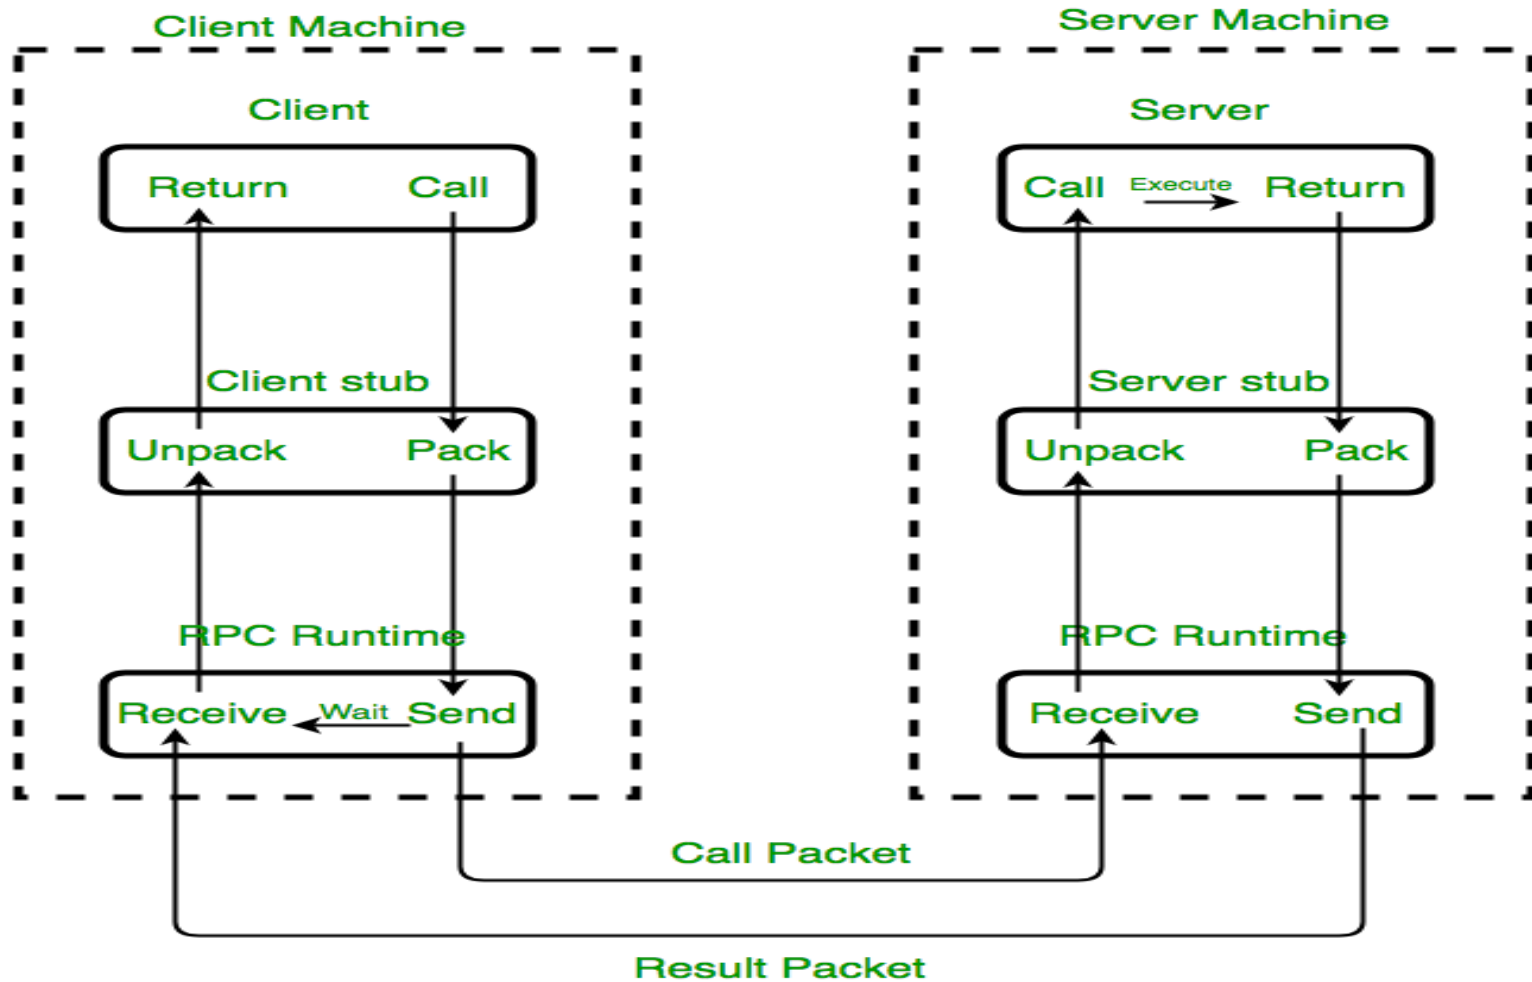 Client Machine
Server Machine
Client
Server
Return Call
Call Execute Return
Client stub
Server stub
Unpack Pack
Unpack Pack
RPC Runtime
RPC Runtime
Receive Wait Send
Receive Send
Call Packet
Result Packet